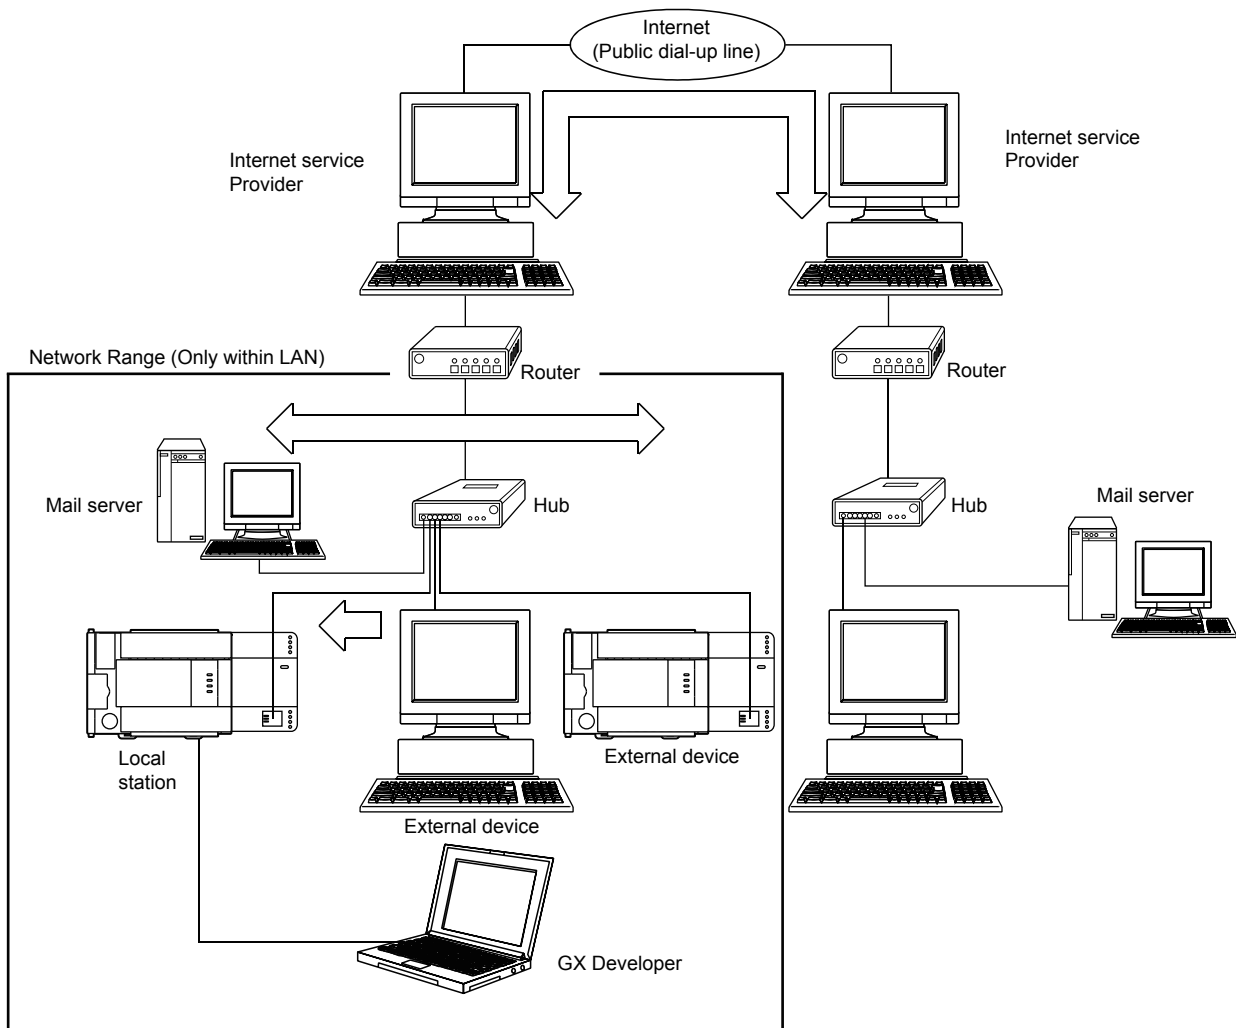 Internet
(Public dial-up line)
Internet service
Provider
Internet service
Provider
Network Range (Only within LAN)
Router
Router
Mail server
Hub
Hub
Mail server
Local
station
External device
External device
GX Developer